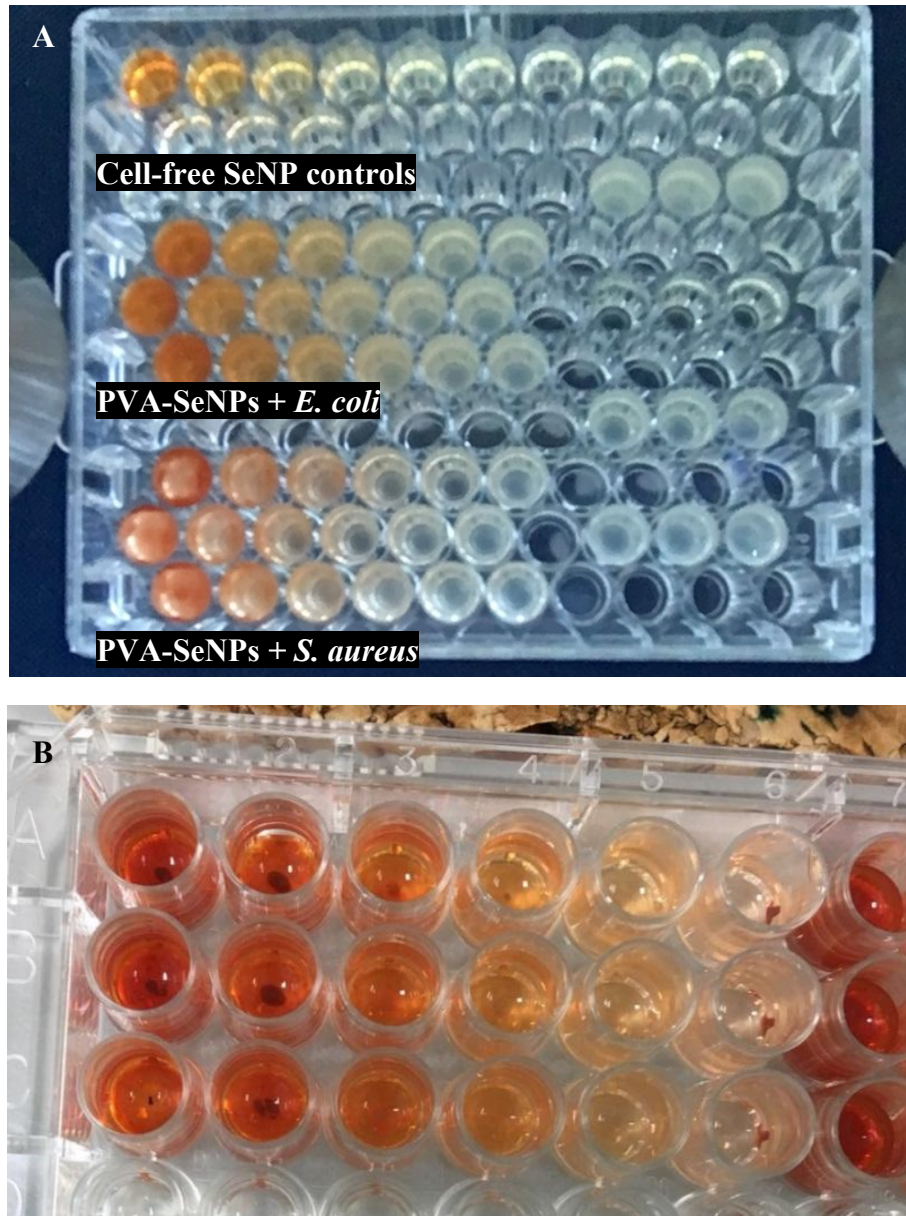 A
Cell-free SeNP controls
PVA-SeNPs + E. coli
PVA-SeNPs + S. aureus
B
1 2 3 4 5 6 7
A
B
C
D